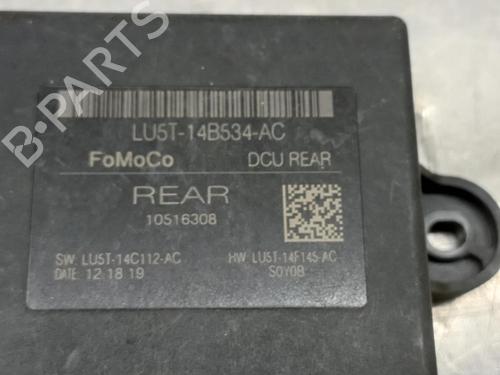 LU5T-14B534-AC
FoMoCo DCU REAR
REAR
10516308
SW: LU5T-14C112-AC HW: LU5T-14F145-AC
DATE: 12 18 19 S0Y0B
B-PARTS